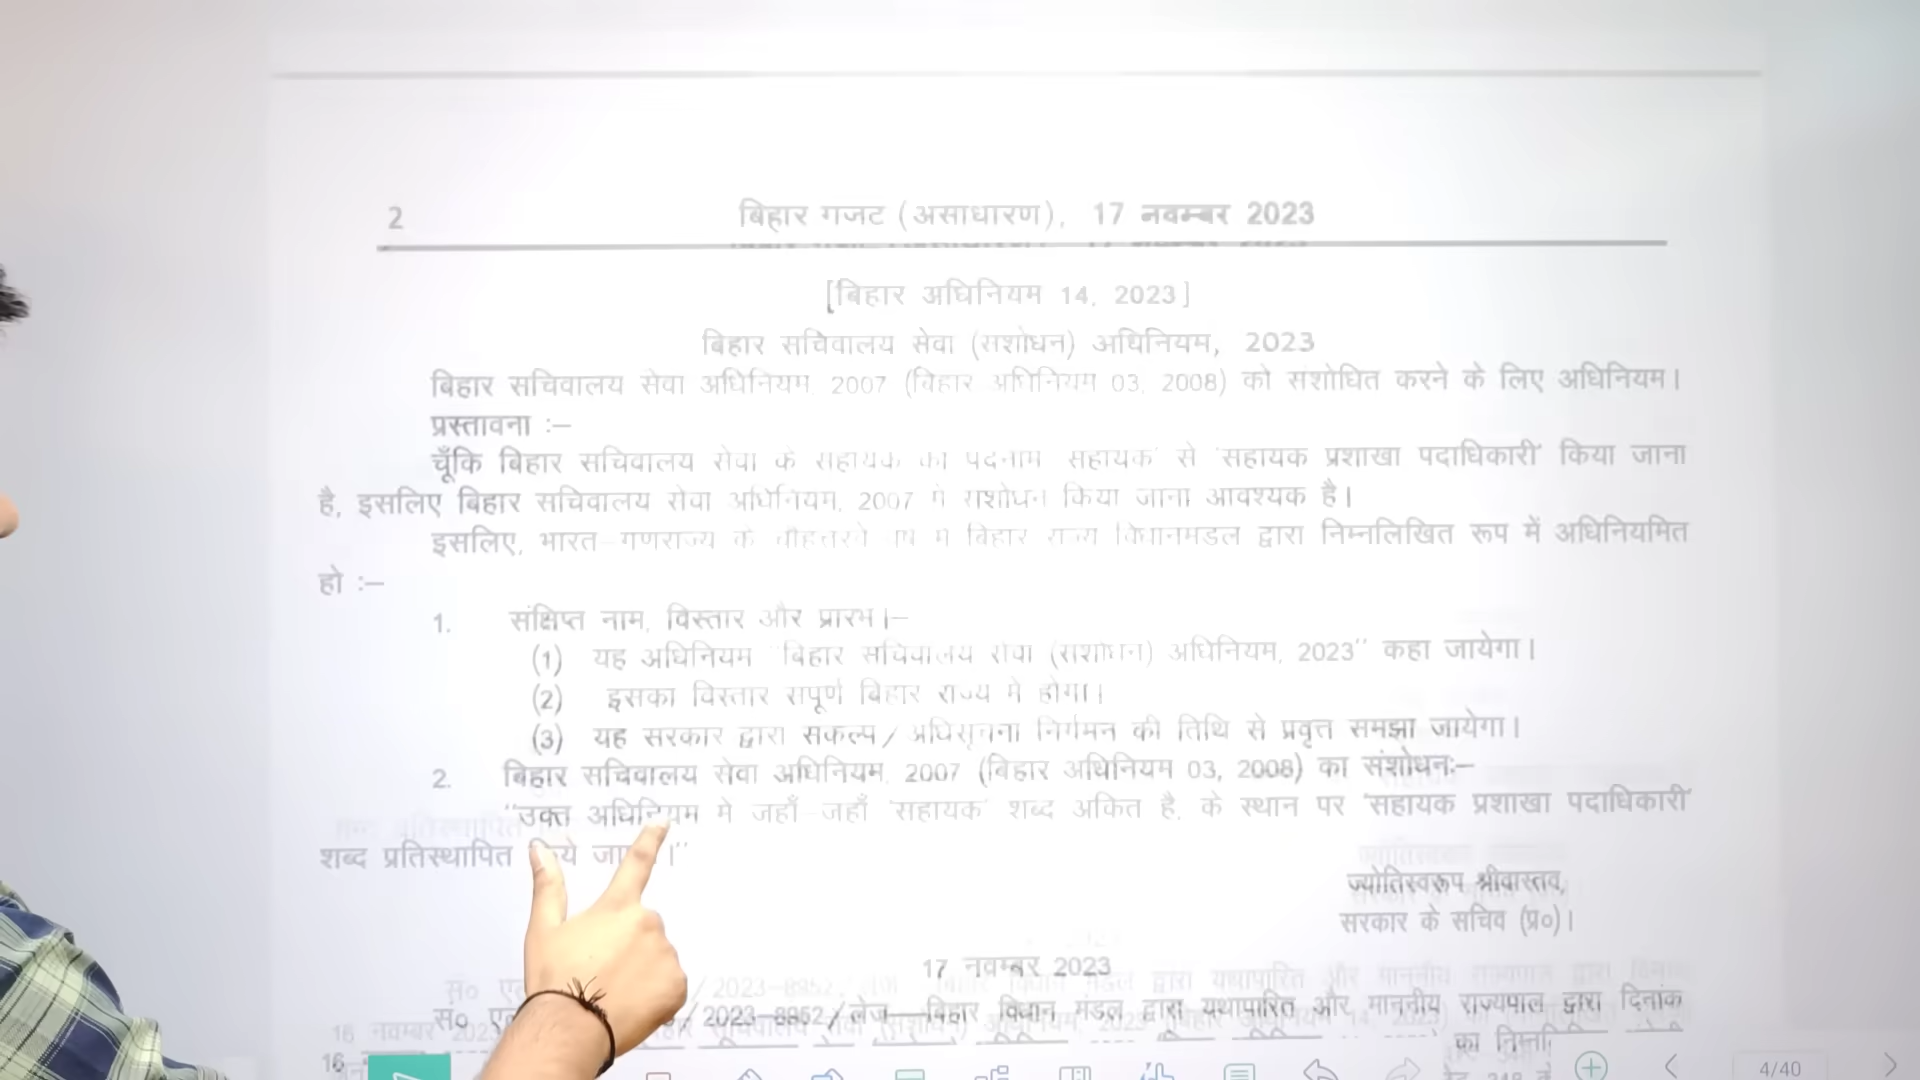 2 बिहार गजट (असाधारण), 17 नवम्बर 2023
[बिहार अधिनियम 14, 2023]
बिहार सचिवालय सेवा (संशोधन) अधिनियम, 2023
बिहार सचिवालय सेवा अधिनियम, 2007 (बिहार अधिनियम 03, 2008) को संशोधित करने के लिए अधिनियम।
प्रस्तावना :—
चूँकि बिहार सचिवालय सेवा के सहायक का पदनाम 'सहायक' से 'सहायक प्रशाखा पदाधिकारी' किया जाना
है, इसलिए बिहार सचिवालय सेवा अधिनियम, 2007 में संशोधन किया जाना आवश्यक है।
इसलिए, भारत गणराज्य के चौहत्तरवें वर्ष में बिहार राज्य विधानमंडल द्वारा निम्नलिखित रूप में अधिनियमित
हो :—
1. संक्षिप्त नाम, विस्तार और प्रारंभ।—
(1) यह अधिनियम "बिहार सचिवालय सेवा (संशोधन) अधिनियम, 2023" कहा जायेगा।
(2) इसका विस्तार संपूर्ण बिहार राज्य में होगा।
(3) यह सरकार द्वारा संकल्प/अधिसूचना निर्गमन की तिथि से प्रवृत्त समझा जायेगा।
2. बिहार सचिवालय सेवा अधिनियम, 2007 (बिहार अधिनियम 03, 2008) का संशोधन:—
"उक्त अधिनियम में जहाँ—जहाँ 'सहायक' शब्द अंकित है, के स्थान पर 'सहायक प्रशाखा पदाधिकारी'
शब्द प्रतिस्थापित किये ।"
ज्योतिस्वरूप श्रीवास्तव,
सरकार के सचिव (प्र०)।
17 नवम्बर 2023
सं० /2023—8952/लेज—बिहार विधान मंडल द्वारा यथापारित और माननीय राज्यपाल द्वारा दिनांक
16
4/40